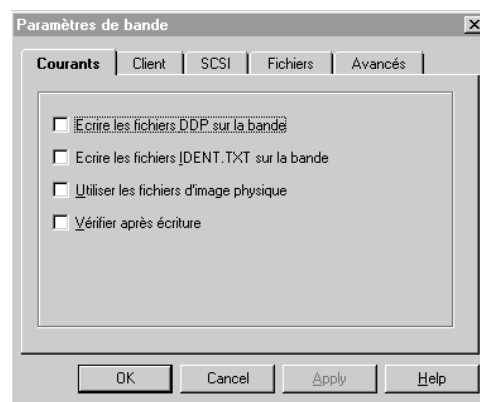 Paramètres de bande
Courants Client SCSI Fichiers Avancés
Ecrire les fichiers DDP sur la bande
Ecrire les fichiers IDENT.TXT sur la bande
Utiliser les fichiers d'image physique
Vérifier après écriture
OK Cancel Apply Help